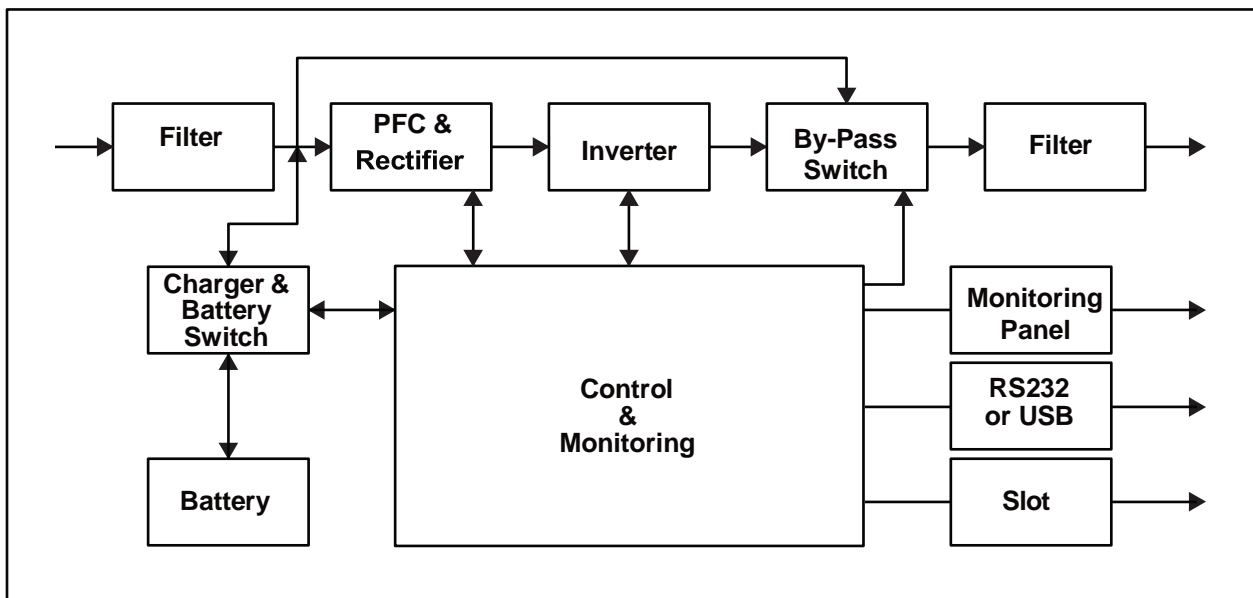 Filter
PFC &
Rectifier
Inverter
By-Pass
Switch
Filter
Charger &
Battery
Switch
Control
&
Monitoring
Monitoring
Panel
RS232
or USB
Battery
Slot